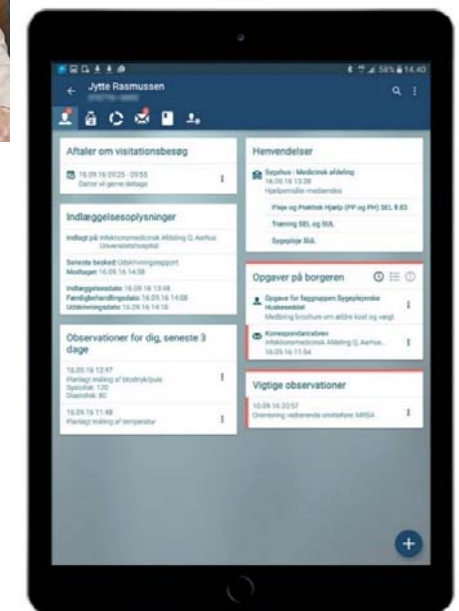 58% 14.40
Jytte Rasmussen
Aftaler om visitationsbesøg
16.09.16 09:25 - 09:55
Datter vil gerne deltage
Indlæggelsesoplysninger
Indlagt på: Infektionsmedicinsk Afdeling Q, Aarhus
Universitetshospital
Seneste besked: Udskrivningsrapport
Modtaget: 16.09.16 14:38
Indlæggelsesdato: 16.09.16 13:48
Færdigbehandlingsdato: 16.09.16 14:08
Udskrivningsdato: 16.09.16 14:18
Observationer for dig, seneste 3
dage
16.09.16 12:47
Planlagt måling af blodtryk/puls
Systolisk: 120
Diastolisk: 80
16.09.16 11:48
Planlagt måling af temperatur
Henvendelser
Sygehus - Medicinsk afdeling
16.09.16 13:38
Hjælpemidler medsendes
Pleje og Praktisk Hjælp (PP og PH) SEL § 83
Træning SEL og SUL
Sygepleje SUL
Opgaver på borgeren
Opgave for faggruppen Sygeplejerske
Huskeseddel
Medbring brochure om ældre kost og vægt
Korrespondancebrev
Infektionsmedicinsk Afdeling Q, Aarhus...
16.09.16 11:54
Vigtige observationer
10.09.16 20:57
Orientering vedrørende smittefare: MRSA